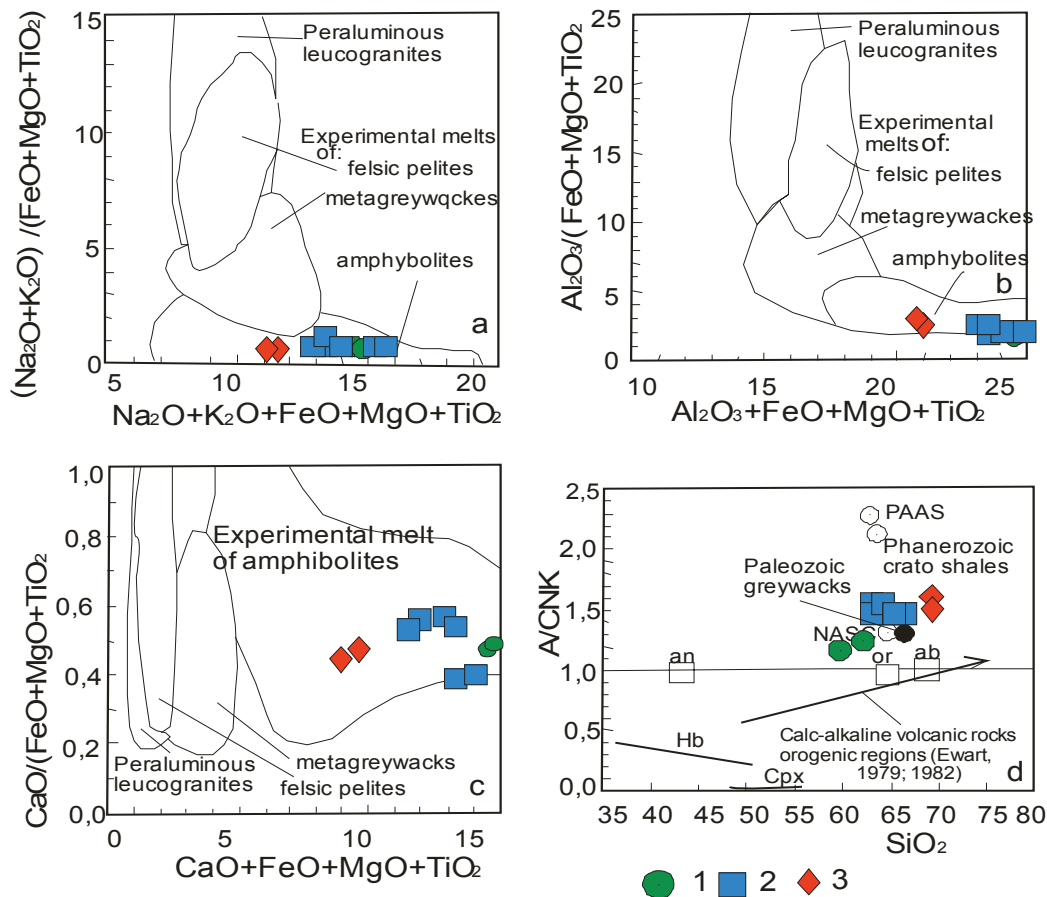 (Na₂O+K₂O) /(FeO+MgO+TiO₂
15
10
5
0
Peraluminous
leucogranites
Experimental melts
of:
felsic pelites
metagreywqckes
amphybolites
a
5 10 15 20
Na₂O+K₂O+FeO+MgO+TiO₂
Al₂O₃/(FeO+MgO+TiO₂
25
20
15
10
5
0
Peraluminous
leucogranites
Experimental
melts of:
felsic pelites
metagreywackes
amphybolites
b
10 15 20 25
Al₂O₃+FeO+MgO+TiO₂
CaO/(FeO+MgO+TiO₂
1,0
0,8
0,6
0,4
0,2
0,0
Experimental melt
of amphibolites
Peraluminous
leucogranites
metagreywacks
felsic pelites
c
0 5 10 15
CaO+FeO+MgO+TiO₂
A/CNK
2,5
2,0
1,5
1,0
0,5
0,0
PAAS
Phanerozoic
crato shales
Paleozoic
greywacks
NASC
an or ab
Hb
Cpx
Calc-alkaline volcanic rocks
orogenic regions (Ewart,
1979; 1982)
d
35 40 45 50 55 60 65 70 75 80
SiO₂
1 2 3